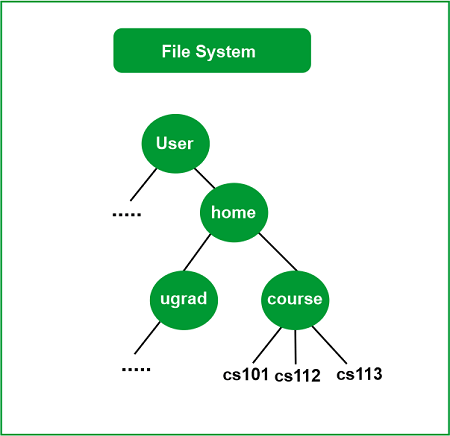 File System
User
.....
home
ugrad
course
.....
cs101 cs112 cs113